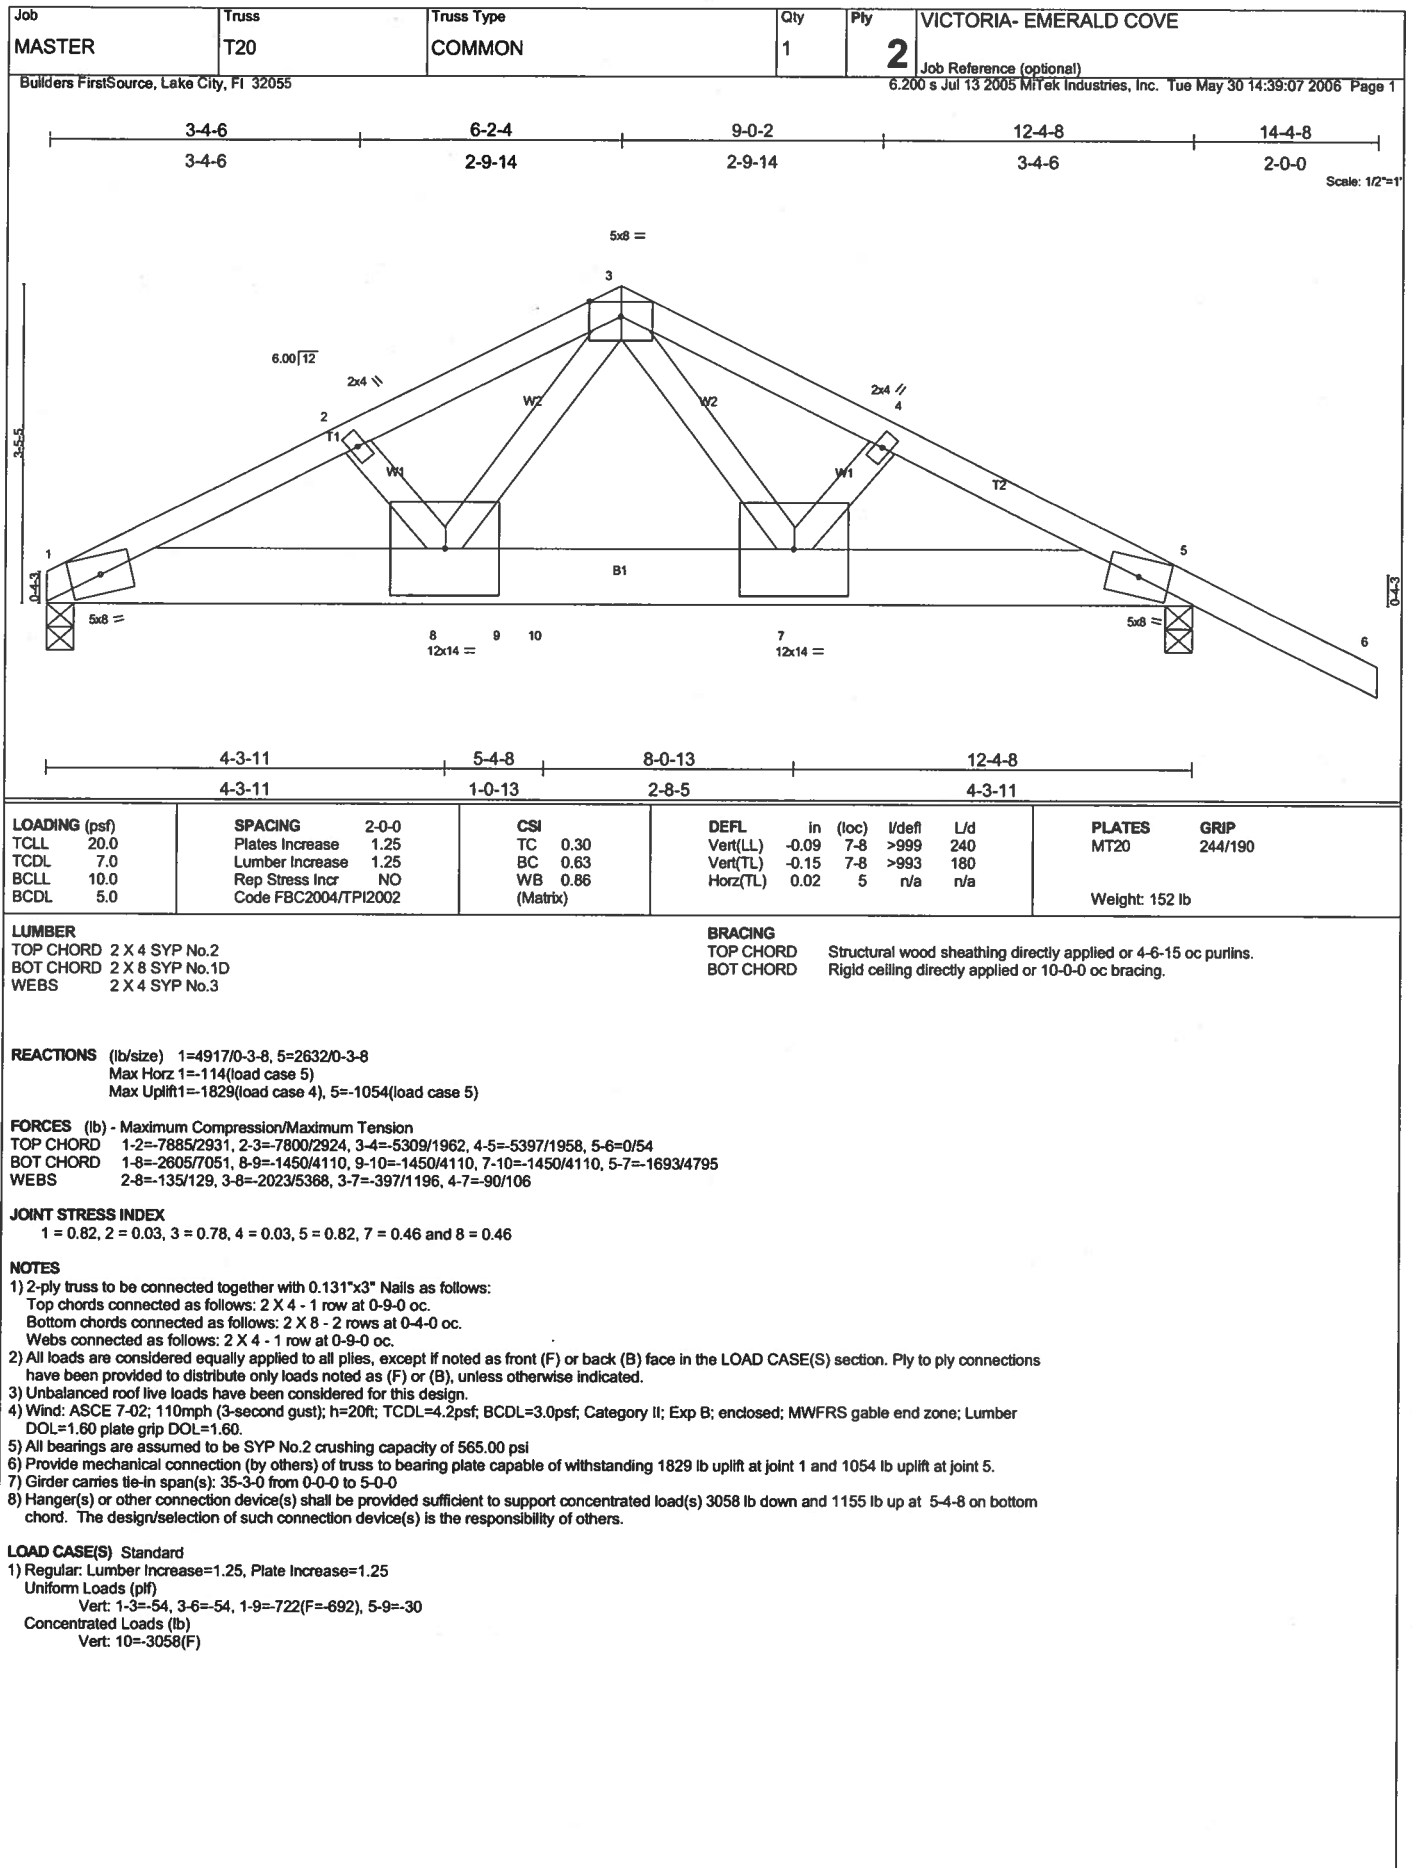 Job Truss Truss Type Qty Ply VICTORIA- EMERALD COVE
MASTER T20 COMMON 1 2
Job Reference (optional)
Builders FirstSource, Lake City, Fl 32055 6.200 s Jul 13 2005 MiTek Industries, Inc. Tue May 30 14:39:07 2006 Page 1
3-4-6 6-2-4 9-0-2 12-4-8 14-4-8
3-4-6 2-9-14 2-9-14 3-4-6 2-0-0
Scale: 1/2"=1'
5x8 =
3
6.00 12
2x4 \\
2x4 //
W2 W2
4
2
T1
3-5-5
W1 W1
T2
1
5
B1
0-4-3
0-4-3
5x8 =
5x8 =
8 9 10 7
6
12x14 = 12x14 =
4-3-11 5-4-8 8-0-13 12-4-8
4-3-11 1-0-13 2-8-5 4-3-11
LOADING (psf) SPACING 2-0-0 CSI DEFL in (loc) l/defl L/d PLATES GRIP
TCLL 20.0 Plates Increase 1.25 TC 0.30 Vert(LL) -0.09 7-8 >999 240 MT20 244/190
TCDL 7.0 Lumber Increase 1.25 BC 0.63 Vert(TL) -0.15 7-8 >993 180
BCLL 10.0 Rep Stress Incr NO WB 0.86 Horz(TL) 0.02 5 n/a n/a
BCDL 5.0 Code FBC2004/TPI2002 (Matrix) Weight: 152 lb
LUMBER
TOP CHORD 2 X 4 SYP No.2
BOT CHORD 2 X 8 SYP No.1D
WEBS 2 X 4 SYP No.3
BRACING
TOP CHORD Structural wood sheathing directly applied or 4-6-15 oc purlins.
BOT CHORD Rigid ceiling directly applied or 10-0-0 oc bracing.
REACTIONS (lb/size) 1=4917/0-3-8, 5=2632/0-3-8
Max Horz 1=-114(load case 5)
Max Uplift1=-1829(load case 4), 5=-1054(load case 5)
FORCES (lb) - Maximum Compression/Maximum Tension
TOP CHORD 1-2=-7885/2931, 2-3=-7800/2924, 3-4=-5309/1962, 4-5=-5397/1958, 5-6=0/54
BOT CHORD 1-8=-2605/7051, 8-9=-1450/4110, 9-10=-1450/4110, 7-10=-1450/4110, 5-7=-1693/4795
WEBS 2-8=-135/129, 3-8=-2023/5368, 3-7=-397/1196, 4-7=-90/106
JOINT STRESS INDEX
1 = 0.82, 2 = 0.03, 3 = 0.78, 4 = 0.03, 5 = 0.82, 7 = 0.46 and 8 = 0.46
NOTES
1) 2-ply truss to be connected together with 0.131"x3" Nails as follows:
Top chords connected as follows: 2 X 4 - 1 row at 0-9-0 oc.
Bottom chords connected as follows: 2 X 8 - 2 rows at 0-4-0 oc.
Webs connected as follows: 2 X 4 - 1 row at 0-9-0 oc.
2) All loads are considered equally applied to all plies, except if noted as front (F) or back (B) face in the LOAD CASE(S) section. Ply to ply connections
have been provided to distribute only loads noted as (F) or (B), unless otherwise indicated.
3) Unbalanced roof live loads have been considered for this design.
4) Wind: ASCE 7-02; 110mph (3-second gust); h=20ft; TCDL=4.2psf; BCDL=3.0psf; Category II; Exp B; enclosed; MWFRS gable end zone; Lumber
DOL=1.60 plate grip DOL=1.60.
5) All bearings are assumed to be SYP No.2 crushing capacity of 565.00 psi
6) Provide mechanical connection (by others) of truss to bearing plate capable of withstanding 1829 lb uplift at joint 1 and 1054 lb uplift at joint 5.
7) Girder carries tie-in span(s): 35-3-0 from 0-0-0 to 5-0-0
8) Hanger(s) or other connection device(s) shall be provided sufficient to support concentrated load(s) 3058 lb down and 1155 lb up at 5-4-8 on bottom
chord. The design/selection of such connection device(s) is the responsibility of others.
LOAD CASE(S) Standard
1) Regular: Lumber Increase=1.25, Plate Increase=1.25
Uniform Loads (plf)
Vert: 1-3=-54, 3-6=-54, 1-9=-722(F=-692), 5-9=-30
Concentrated Loads (lb)
Vert: 10=-3058(F)